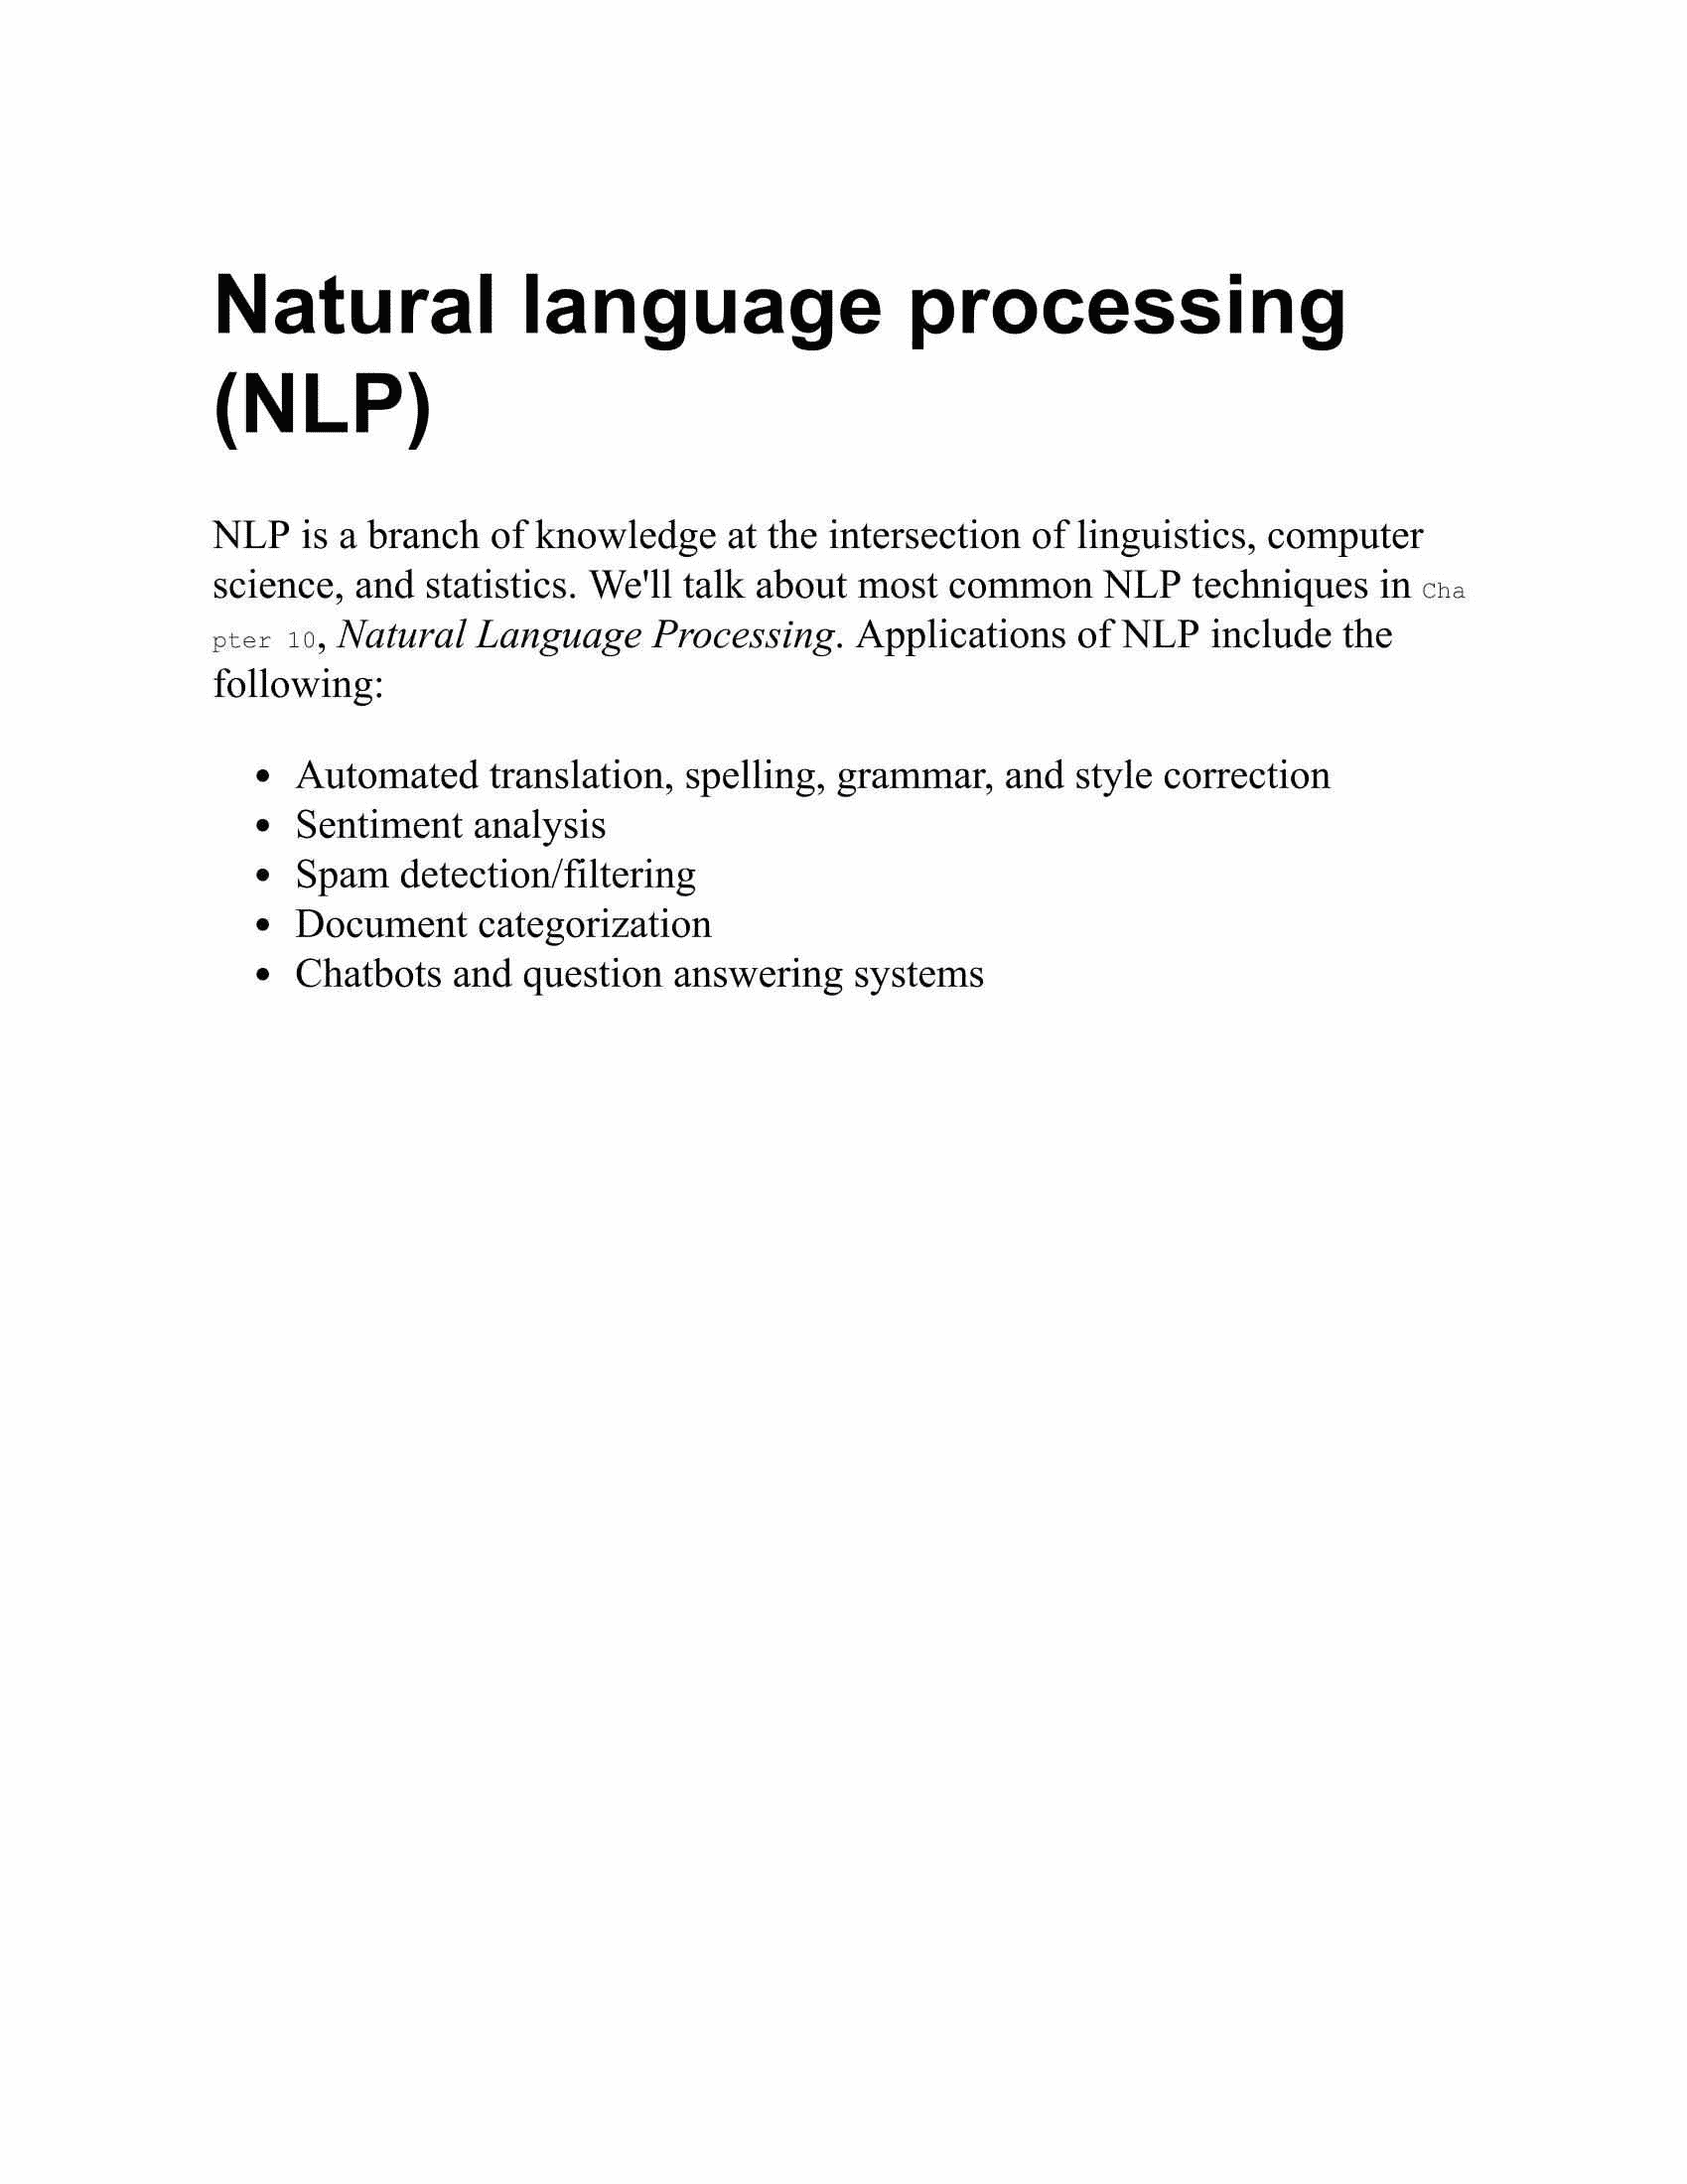 Natural language processing
(NLP)
NLP is a branch of knowledge at the intersection of linguistics, computer
science, and statistics. We'll talk about most common NLP techniques in Cha
pter 10, Natural Language Processing. Applications of NLP include the
following:
• Automated translation, spelling, grammar, and style correction
• Sentiment analysis
• Spam detection/filtering
• Document categorization
• Chatbots and question answering systems